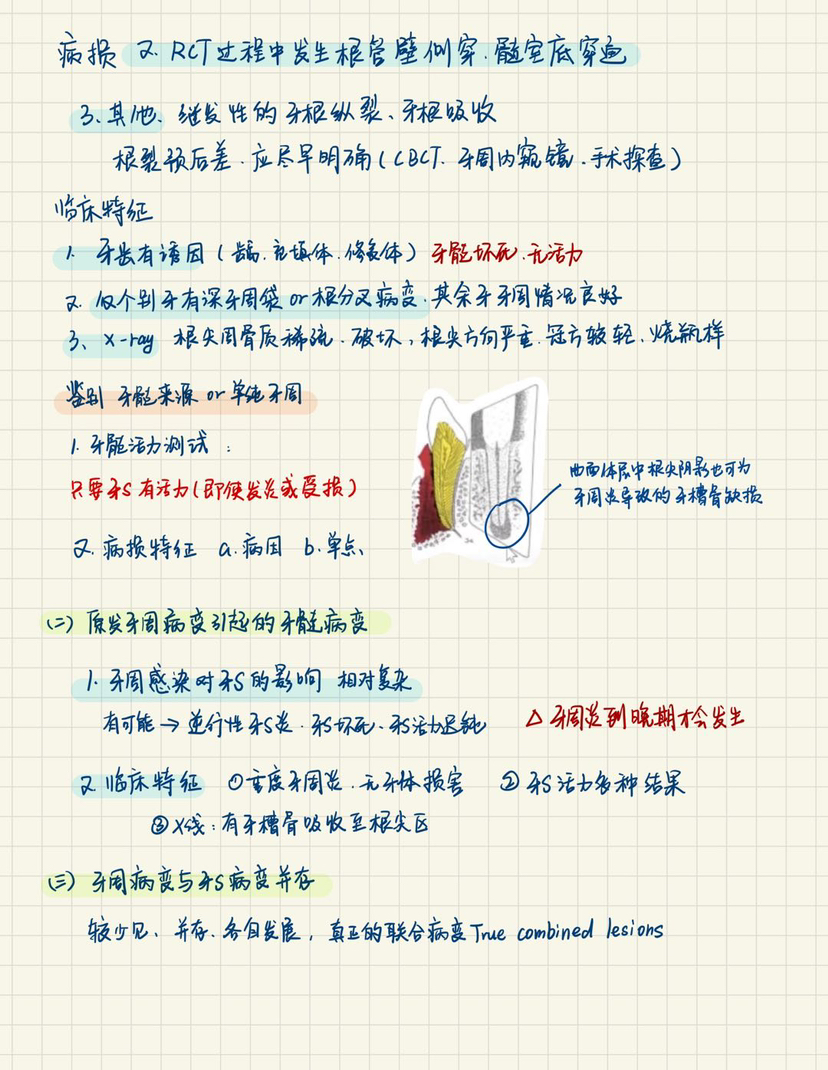 病损 2. RCT过程中发生根管壁侧穿.髓室底穿通
3、其他、继发性的牙根纵裂、牙根吸收
根裂预后差.应尽早明确(CBCT.牙周内窥镜.手术探查)
临床特征
1. 牙齿有诱因(龋.充填体.修复体)牙髓坏死.无活力
2. 仅个别牙有深牙周袋or根分叉病变.其余牙牙周情况良好
3、X-ray 根尖周骨质稀疏.破坏,根尖方向严重.冠方较轻.烧瓶样
鉴别 牙髓来源 or 单纯牙周
1. 牙髓活力测试:
只要牙S有活力(即使发炎或受损)
2. 病损特征 a.病因 b.单点、
曲面体层中根尖阴影也可为
牙周炎导致的牙槽骨缺损
(二)原发牙周病变引起的牙髓病变
1. 牙周感染对牙S的影响 相对复杂
有可能→逆行性牙S炎.牙S坏死、牙S活力迟钝
△牙周炎到晚期才会发生
2. 临床特征 ①重度牙周炎.无牙体损害 ②牙S活力多种结果
③X线:有牙槽骨吸收至根尖区
(三)牙周病变与牙S病变并存
较少见、并存、各自发展,真正的联合病变True combined lesions